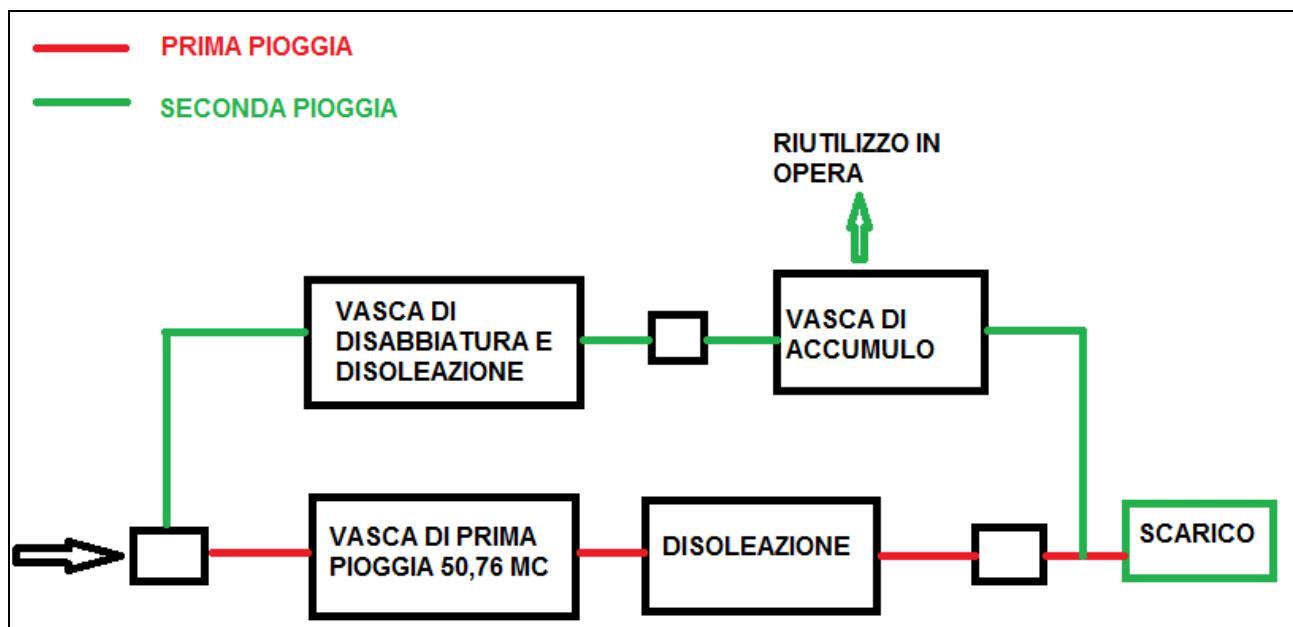 PRIMA PIOGGIA
SECONDA PIOGGIA
RIUTILIZZO IN
OPERA
VASCA DI
DISABBIATURA E
DISOLEAZIONE
VASCA DI
ACCUMULO
VASCA DI PRIMA
PIOGGIA 50,76 MC
DISOLEAZIONE
SCARICO